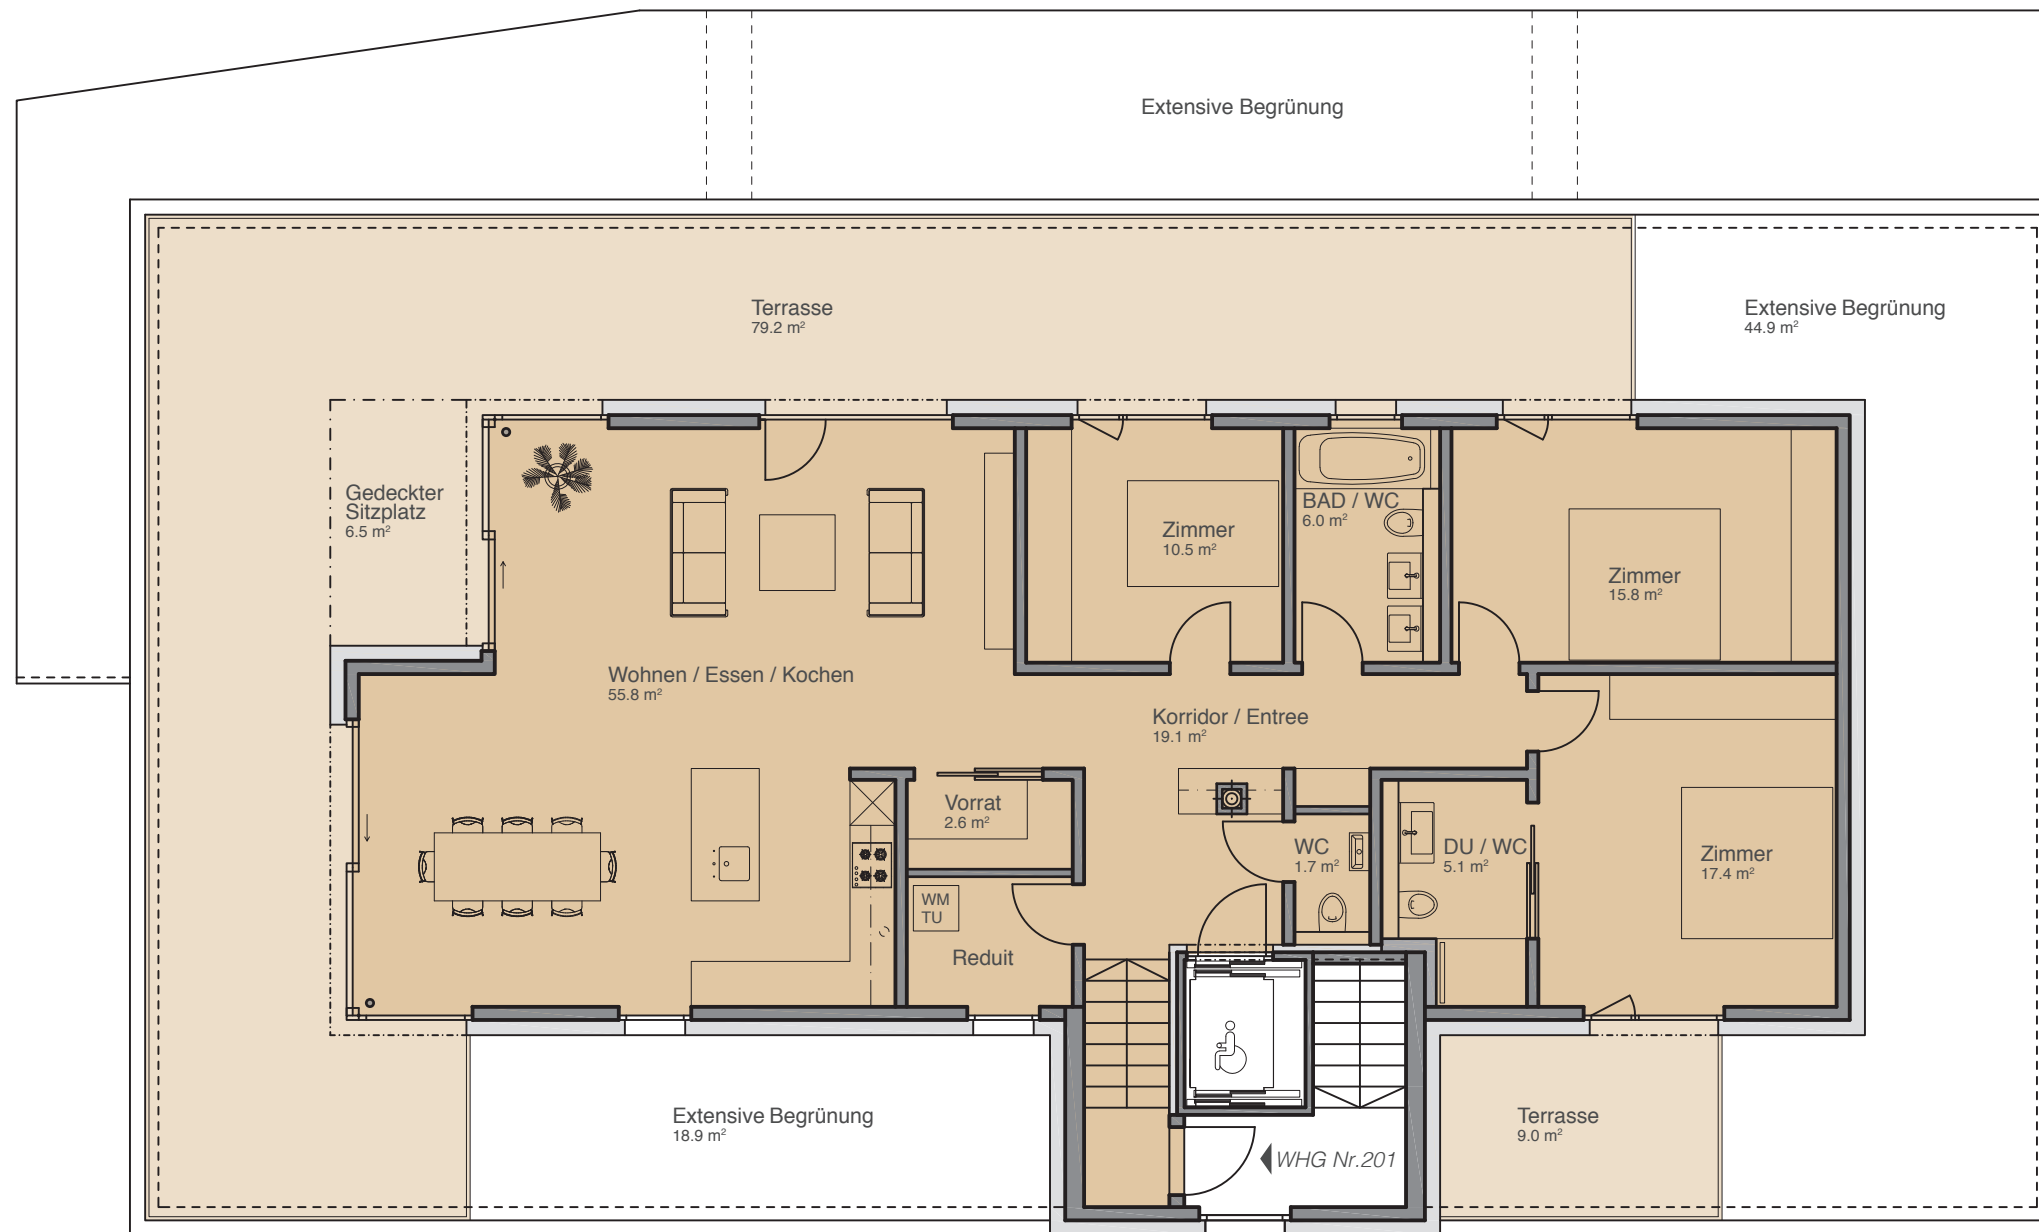 Extensive Begrünung
Terrasse
79.2 m²
Extensive Begrünung
44.9 m²
Gedeckter
Sitzplatz
6.5 m²
Zimmer
10.5 m²
BAD / WC
6.0 m²
Zimmer
15.8 m²
Wohnen / Essen / Kochen
55.8 m²
Korridor / Entree
19.1 m²
Vorrat
2.6 m²
WC
1.7 m²
DU / WC
5.1 m²
Zimmer
17.4 m²
WM
TU
Reduit
Extensive Begrünung
18.9 m²
Terrasse
9.0 m²
WHG Nr.201